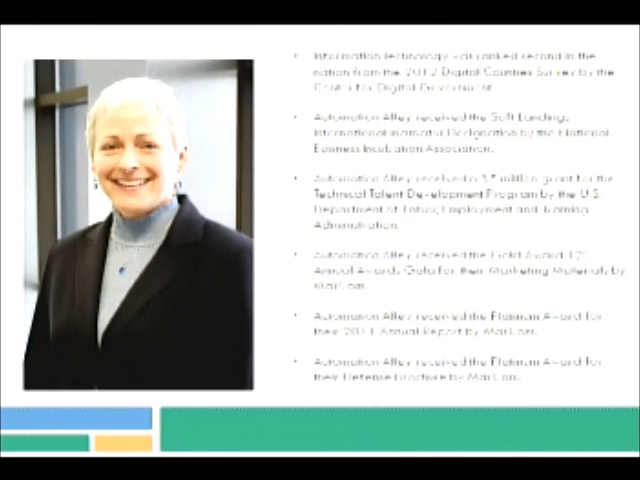 Information Technology was ranked second in the
nation from the 2012 Digital Counties Survey by the
Center for Digital Government.
Automation Alley received the Soft Landings
International Incubator Designation by the National
Business Incubation Association.
Automation Alley received a $5 million grant for the
Technical Talent Development Program by the U.S.
Department of Labor, Employment and Training
Administration.
Automation Alley received the Gold Award
Annual Awards Gala for their Marketing Materials by
MarCom.
Automation Alley received the Platinum Award for
their 2011 Annual Report by MarCom.
Automation Alley received the Platinum Award for
their Defense brochure by MarCom.